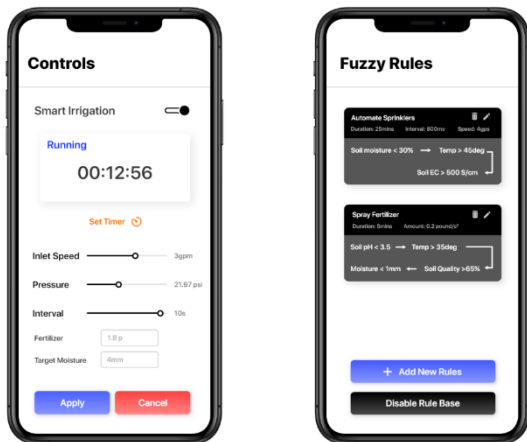 Controls
Smart Irrigation
Running
00:12:56
Set Timer
Inlet Speed 3gpm
Pressure 21.97 psi
Interval 10s
Fertilizer 1.8 p
Target Moisture 4mm
Apply Cancel
Fuzzy Rules
Automate Sprinklers
Duration: 25mins Interval: 800ms Speed: 4gps
Soil moisture < 30% → Temp > 45deg
Soil EC > 500 S/cm
Spray Fertilizer
Duration: 5mins Amount: 0.2 pound/s²
Soil pH < 3.5 → Temp > 35deg
Moisture < 1mm ← Soil Quality >65%
+ Add New Rules
Disable Rule Base